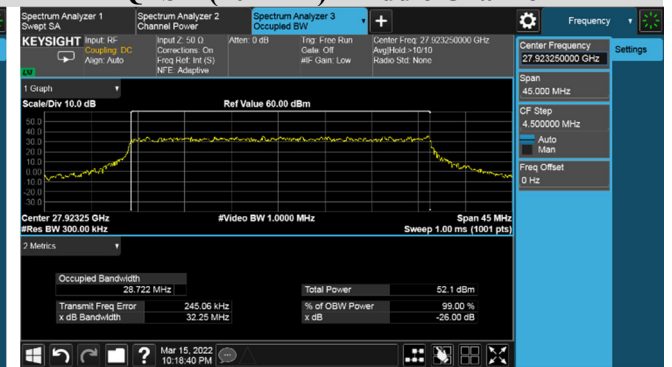 Spectrum Analyzer 1
Swept SA
Spectrum Analyzer 2
Channel Power
Spectrum Analyzer 3
Occupied BW
Frequency
KEYSIGHT
Input: RF
Coupling: DC
Align: Auto
Input Z: 50 Ω
Corrections: On
Freq Ref: Int (S)
NFE: Adaptive
Atten: 0 dB
Trig: Free Run
Gate: Off
#IF Gain: Low
Center Freq: 27.923250000 GHz
Avg|Hold:>10/10
Radio Std: None
Center Frequency
27.923250000 GHz
Settings
Span
45.000 MHz
CF Step
4.500000 MHz
Auto
Man
Freq Offset
0 Hz
LU
1 Graph
Scale/Div 10.0 dB
Ref Value 60.00 dBm
50.0
40.0
30.0
20.0
10.0
0.00
-10.0
-20.0
-30.0
Center 27.92325 GHz
#Video BW 1.0000 MHz
Span 45 MHz
#Res BW 300.00 kHz
Sweep 1.00 ms (1001 pts)
2 Metrics
Occupied Bandwidth
28.722 MHz
Total Power 52.1 dBm
Transmit Freq Error 245.06 kHz
% of OBW Power 99.00 %
x dB Bandwidth 32.25 MHz
x dB -26.00 dB
?
Mar 15, 2022
10:18:40 PM